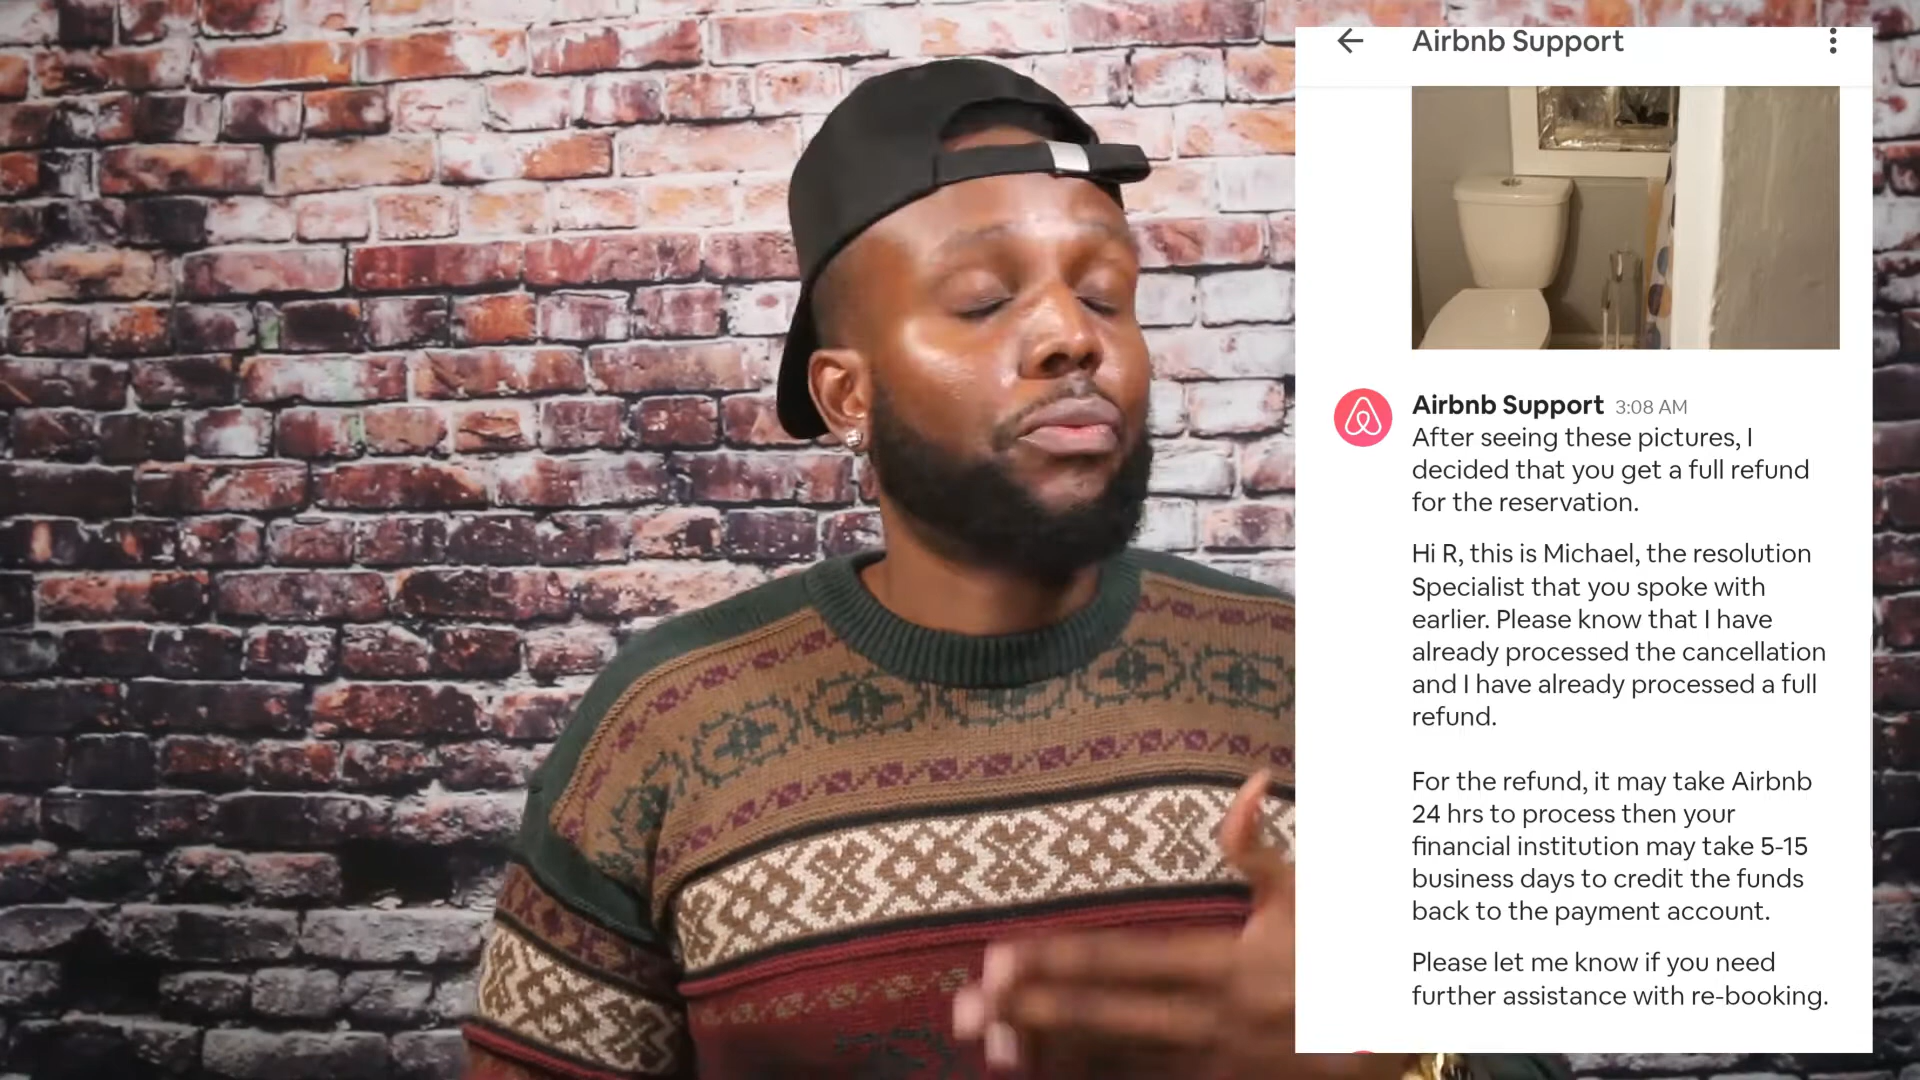 Airbnb Support
Airbnb Support 3:08 AM
After seeing these pictures, I
decided that you get a full refund
for the reservation.
Hi R, this is Michael, the resolution
Specialist that you spoke with
earlier. Please know that I have
already processed the cancellation
and I have already processed a full
refund.
For the refund, it may take Airbnb
24 hrs to process then your
financial institution may take 5-15
business days to credit the funds
back to the payment account.
Please let me know if you need
further assistance with re-booking.